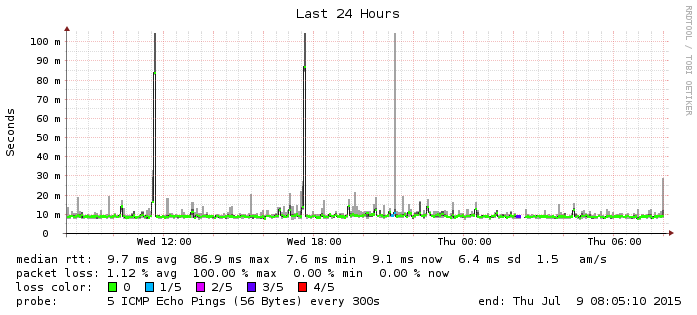 Last 24 Hours
RRDTOOL / TOBI OETIKER
Seconds
100 m
90 m
80 m
70 m
60 m
50 m
40 m
30 m
20 m
10 m
0
Wed 12:00 Wed 18:00 Thu 00:00 Thu 06:00
median rtt: 9.7 ms avg 86.9 ms max 7.6 ms min 9.1 ms now 6.4 ms sd 1.5 am/s
packet loss: 1.12 % avg 100.00 % max 0.00 % min 0.00 % now
loss color: 0 1/5 2/5 3/5 4/5
probe: 5 ICMP Echo Pings (56 Bytes) every 300s end: Thu Jul 9 08:05:10 2015